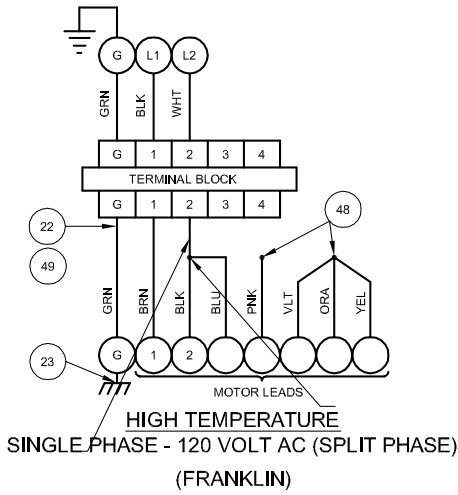 G L1 L2
GRN BLK WHT
G 1 2 3 4
TERMINAL BLOCK
G 1 2 3 4
22 48
49
GRN BRN BLK BLU PNK VLT ORA YEL
23 G 1 2
MOTOR LEADS
HIGH TEMPERATURE
SINGLE PHASE - 120 VOLT AC (SPLIT PHASE)
(FRANKLIN)